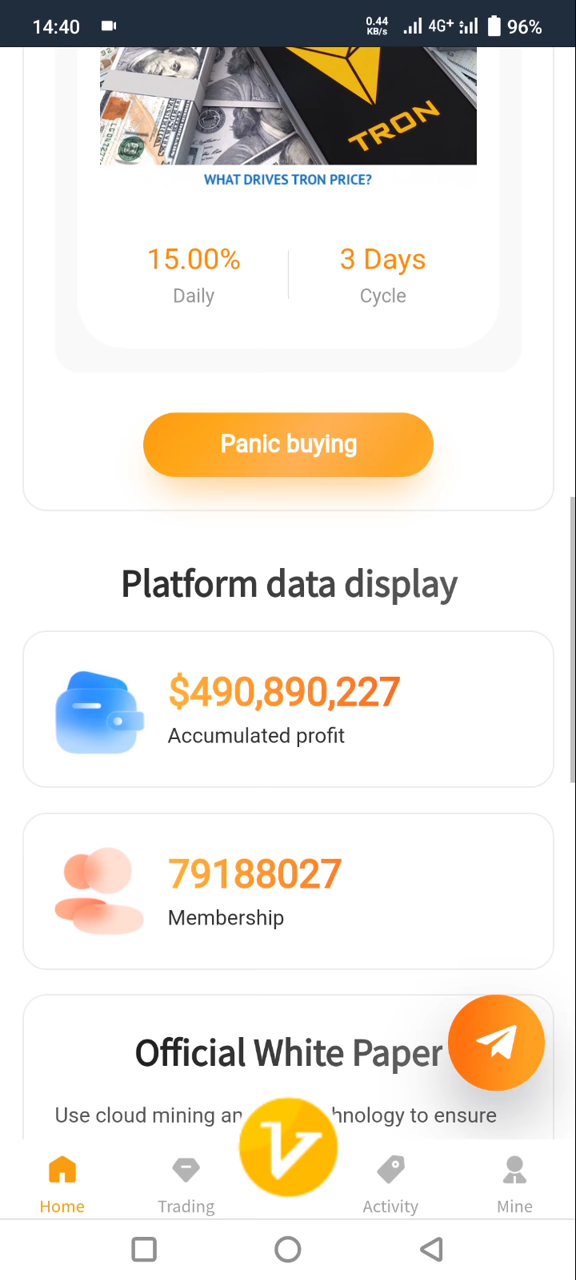 14:40
0.44
KB/s
4G+
96%
TRON
WHAT DRIVES TRON PRICE?
15.00%
3 Days
Daily
Cycle
Panic buying
Platform data display
$490,890,227
Accumulated profit
79188027
Membership
Official White Paper
Use cloud mining an hnology to ensure
Home
Trading
Activity
Mine